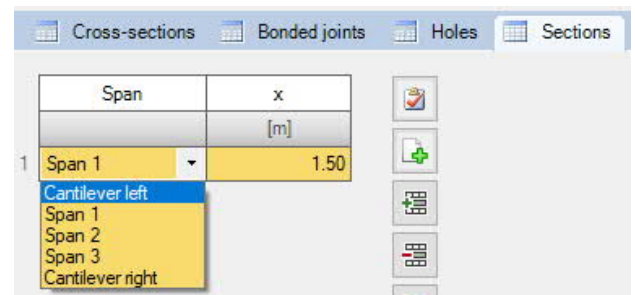 Cross-sections Bonded joints Holes Sections
Span x
[m]
1 Span 1 1.50
Cantilever left
Span 1
Span 2
Span 3
Cantilever right